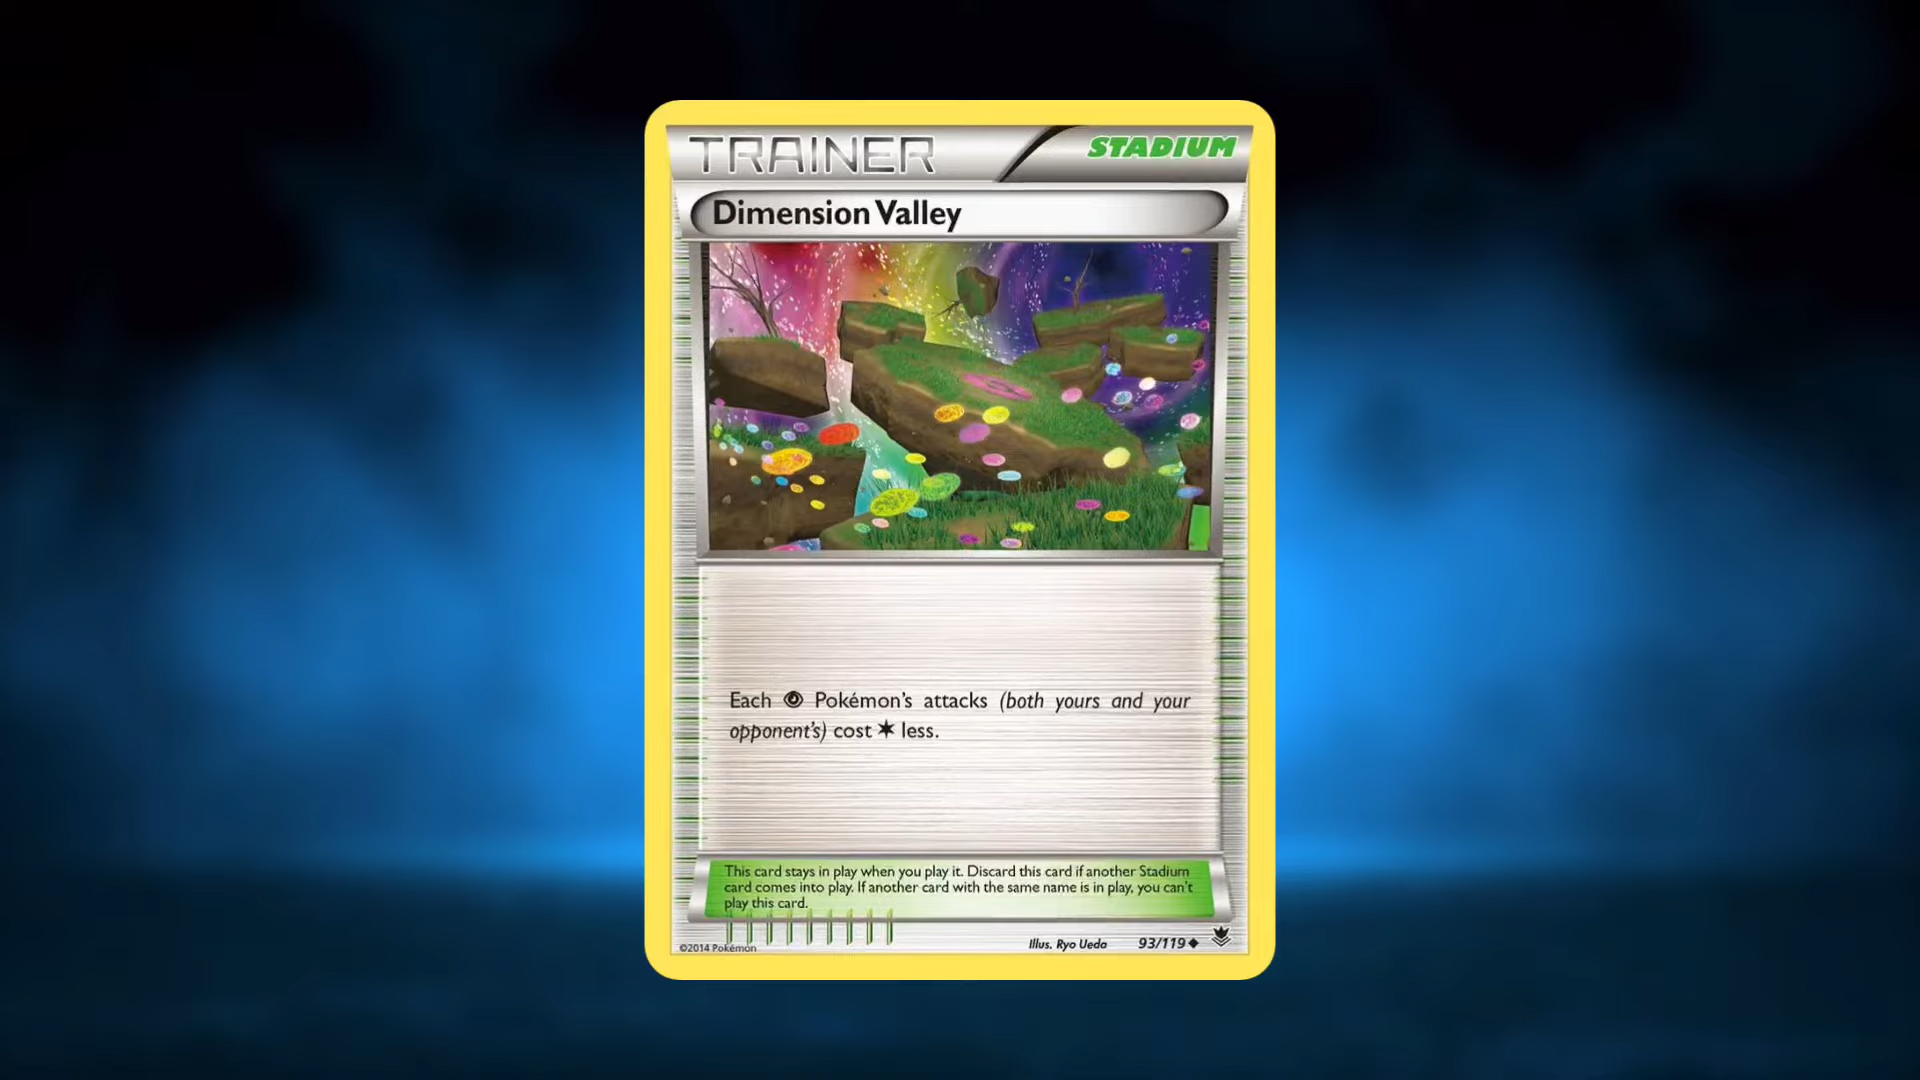 TRAINER
STADIUM
Dimension Valley
Each Pokémon's attacks (both yours and your
opponent's) cost less.
This card stays in play when you play it. Discard this card if another Stadium
card comes into play. If another card with the same name is in play, you can't
play this card.
©2014 Pokémon
Illus. Ryo Ueda
93/119